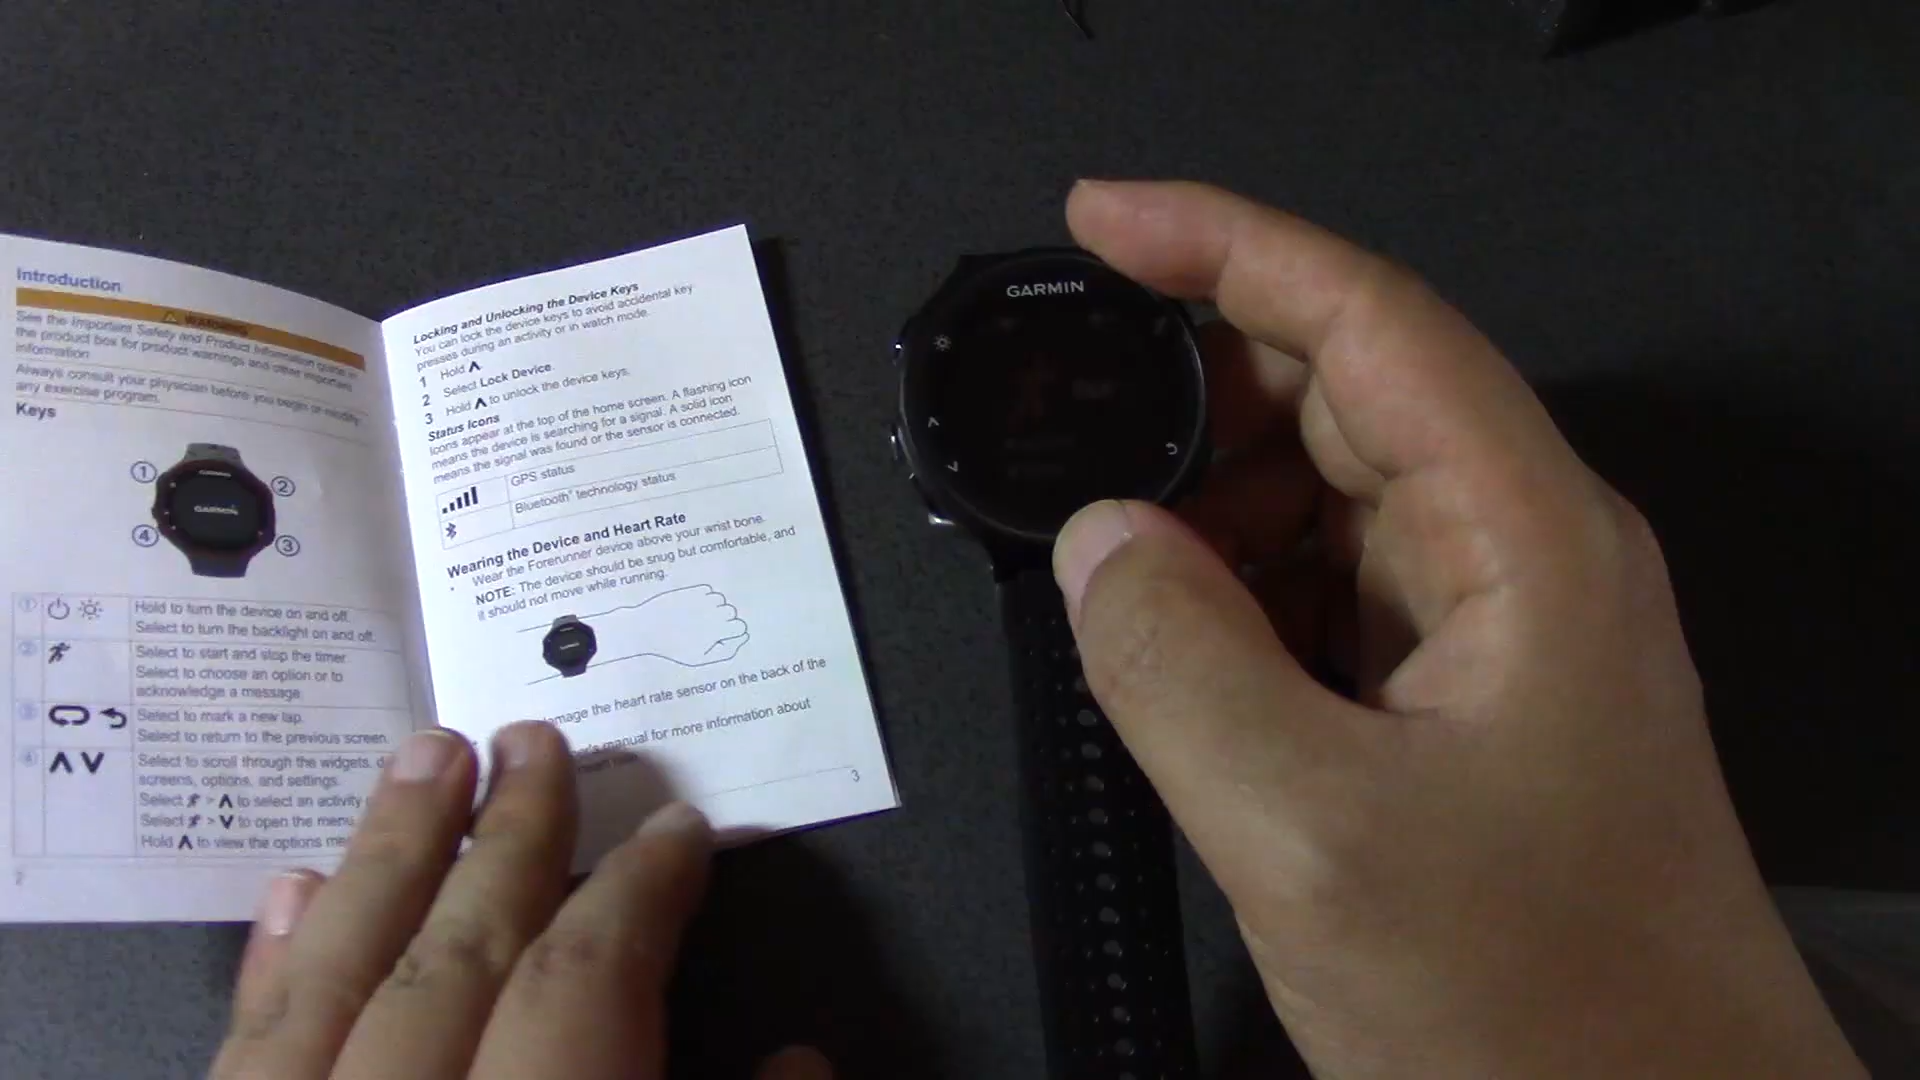 Introduction
WARNING
See the Important Safety and Product Information guide in
the product box for product warnings and other important
information.
Always consult your physician before you begin or modify
any exercise program.
Keys
1
2
4
3
GARMIN
1 Hold to turn the device on and off.
Select to turn the backlight on and off.
2 Select to start and stop the timer.
Select to choose an option or to
acknowledge a message.
3 Select to mark a new lap.
Select to return to the previous screen.
4 Select to scroll through the widgets,
screens, options, and settings.
Select > to select an activity
Select > to open the menu.
Hold to view the options
2
Locking and Unlocking the Device Keys
You can lock the device keys to avoid accidental key
presses during an activity or in watch mode.
1 Hold
2 Select Lock Device.
3 Hold to unlock the device keys.
Status Icons
Icons appear at the top of the home screen. A flashing icon
means the device is searching for a signal. A solid icon
means the signal was found or the sensor is connected.
GPS status
Bluetooth® technology status
Wearing the Device and Heart Rate
• Wear the Forerunner device above your wrist bone.
NOTE: The device should be snug but comfortable, and
it should not move while running.
damage the heart rate sensor on the back of the
manual for more information about
3
GARMIN